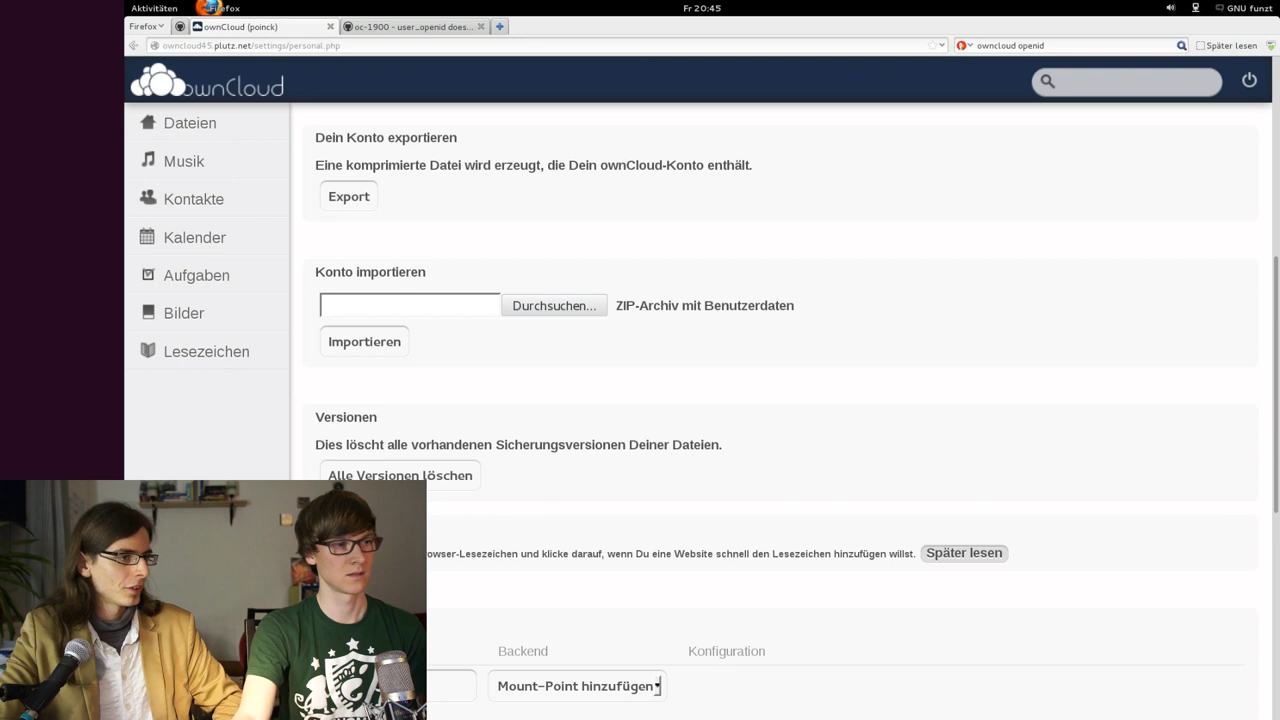 Aktivitäten
Firefox
Fr 20:45
GNU funzt
Firefox
ownCloud (poinck)
oc-1900 - user_openid does...
owncloud45.plutz.net/settings/personal.php
owncloud openid
Später lesen
ownCloud
Dateien
Musik
Kontakte
Kalender
Aufgaben
Bilder
Lesezeichen
Dein Konto exportieren
Eine komprimierte Datei wird erzeugt, die Dein ownCloud-Konto enthält.
Export
Konto importieren
Durchsuchen...
ZIP-Archiv mit Benutzerdaten
Importieren
Versionen
Dies löscht alle vorhandenen Sicherungsversionen Deiner Dateien.
Alle Versionen löschen
owser-Lesezeichen und klicke darauf, wenn Du eine Website schnell den Lesezeichen hinzufügen willst.
Später lesen
Backend
Konfiguration
Mount-Point hinzufügen